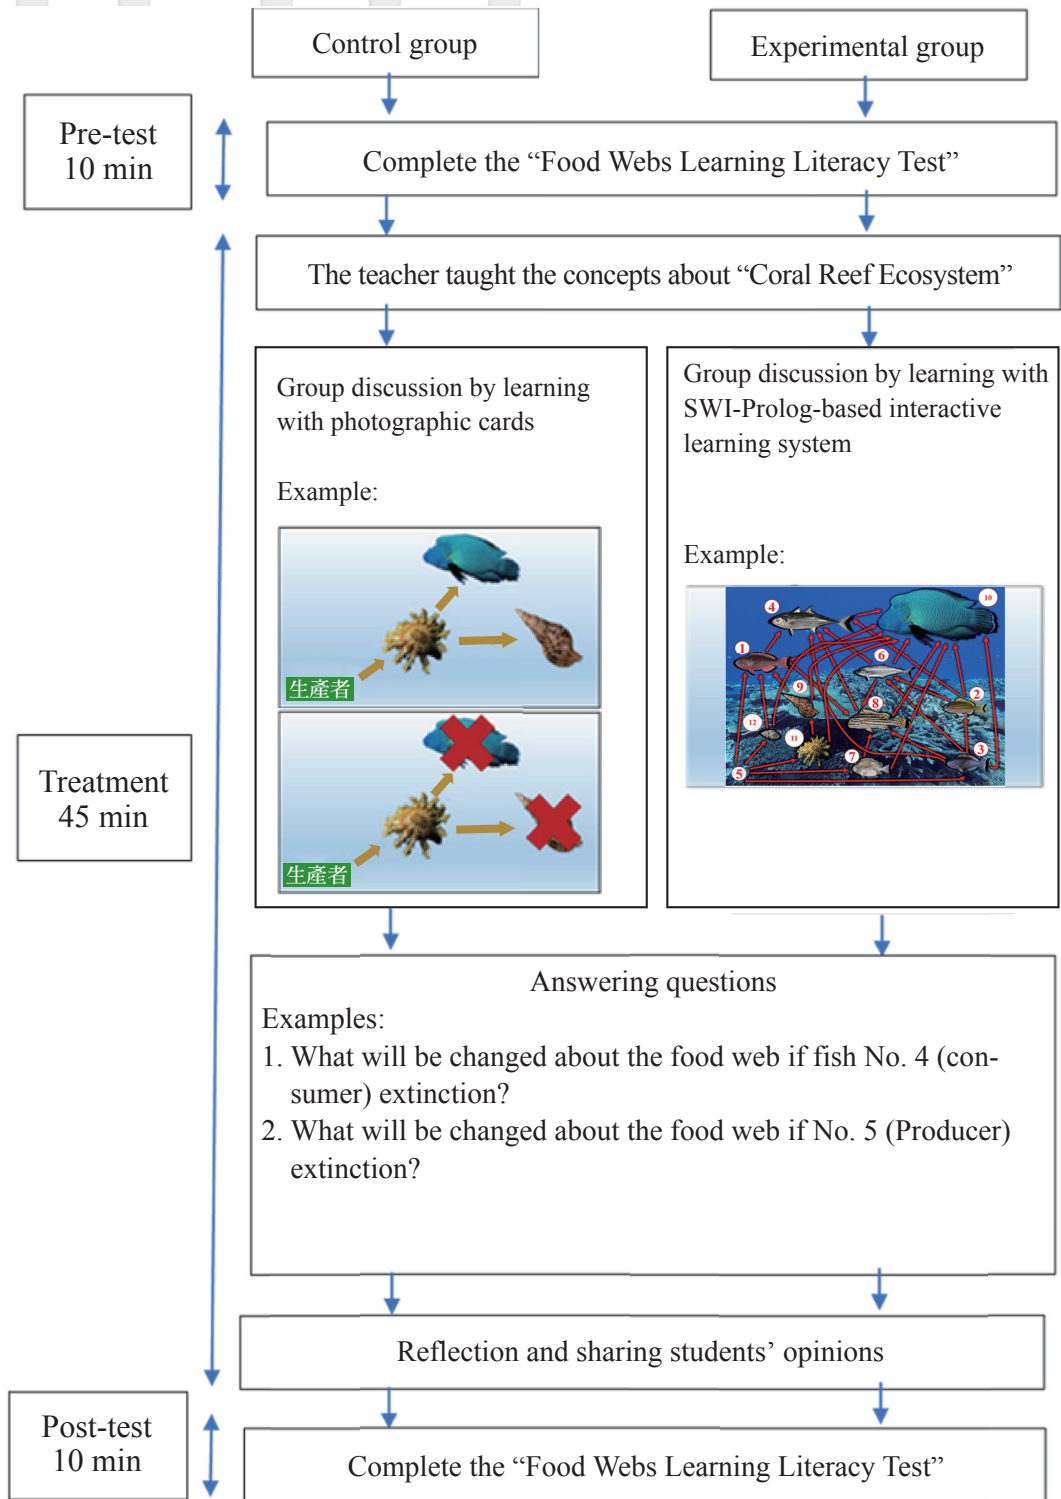 Control group
Experimental group
Pre-test
10 min
Complete the “Food Webs Learning Literacy Test”
The teacher taught the concepts about “Coral Reef Ecosystem”
Treatment
45 min
Group discussion by learning
with photographic cards
Example:
生產者
生產者
Group discussion by learning with
SWI-Prolog-based interactive
learning system
Example:
4
10
1
6
9
2
8
12
11
3
7
5
Answering questions
Examples:
1. What will be changed about the food web if fish No. 4 (con-
sumer) extinction?
2. What will be changed about the food web if No. 5 (Producer)
extinction?
Reflection and sharing students’ opinions
Post-test
10 min
Complete the “Food Webs Learning Literacy Test”